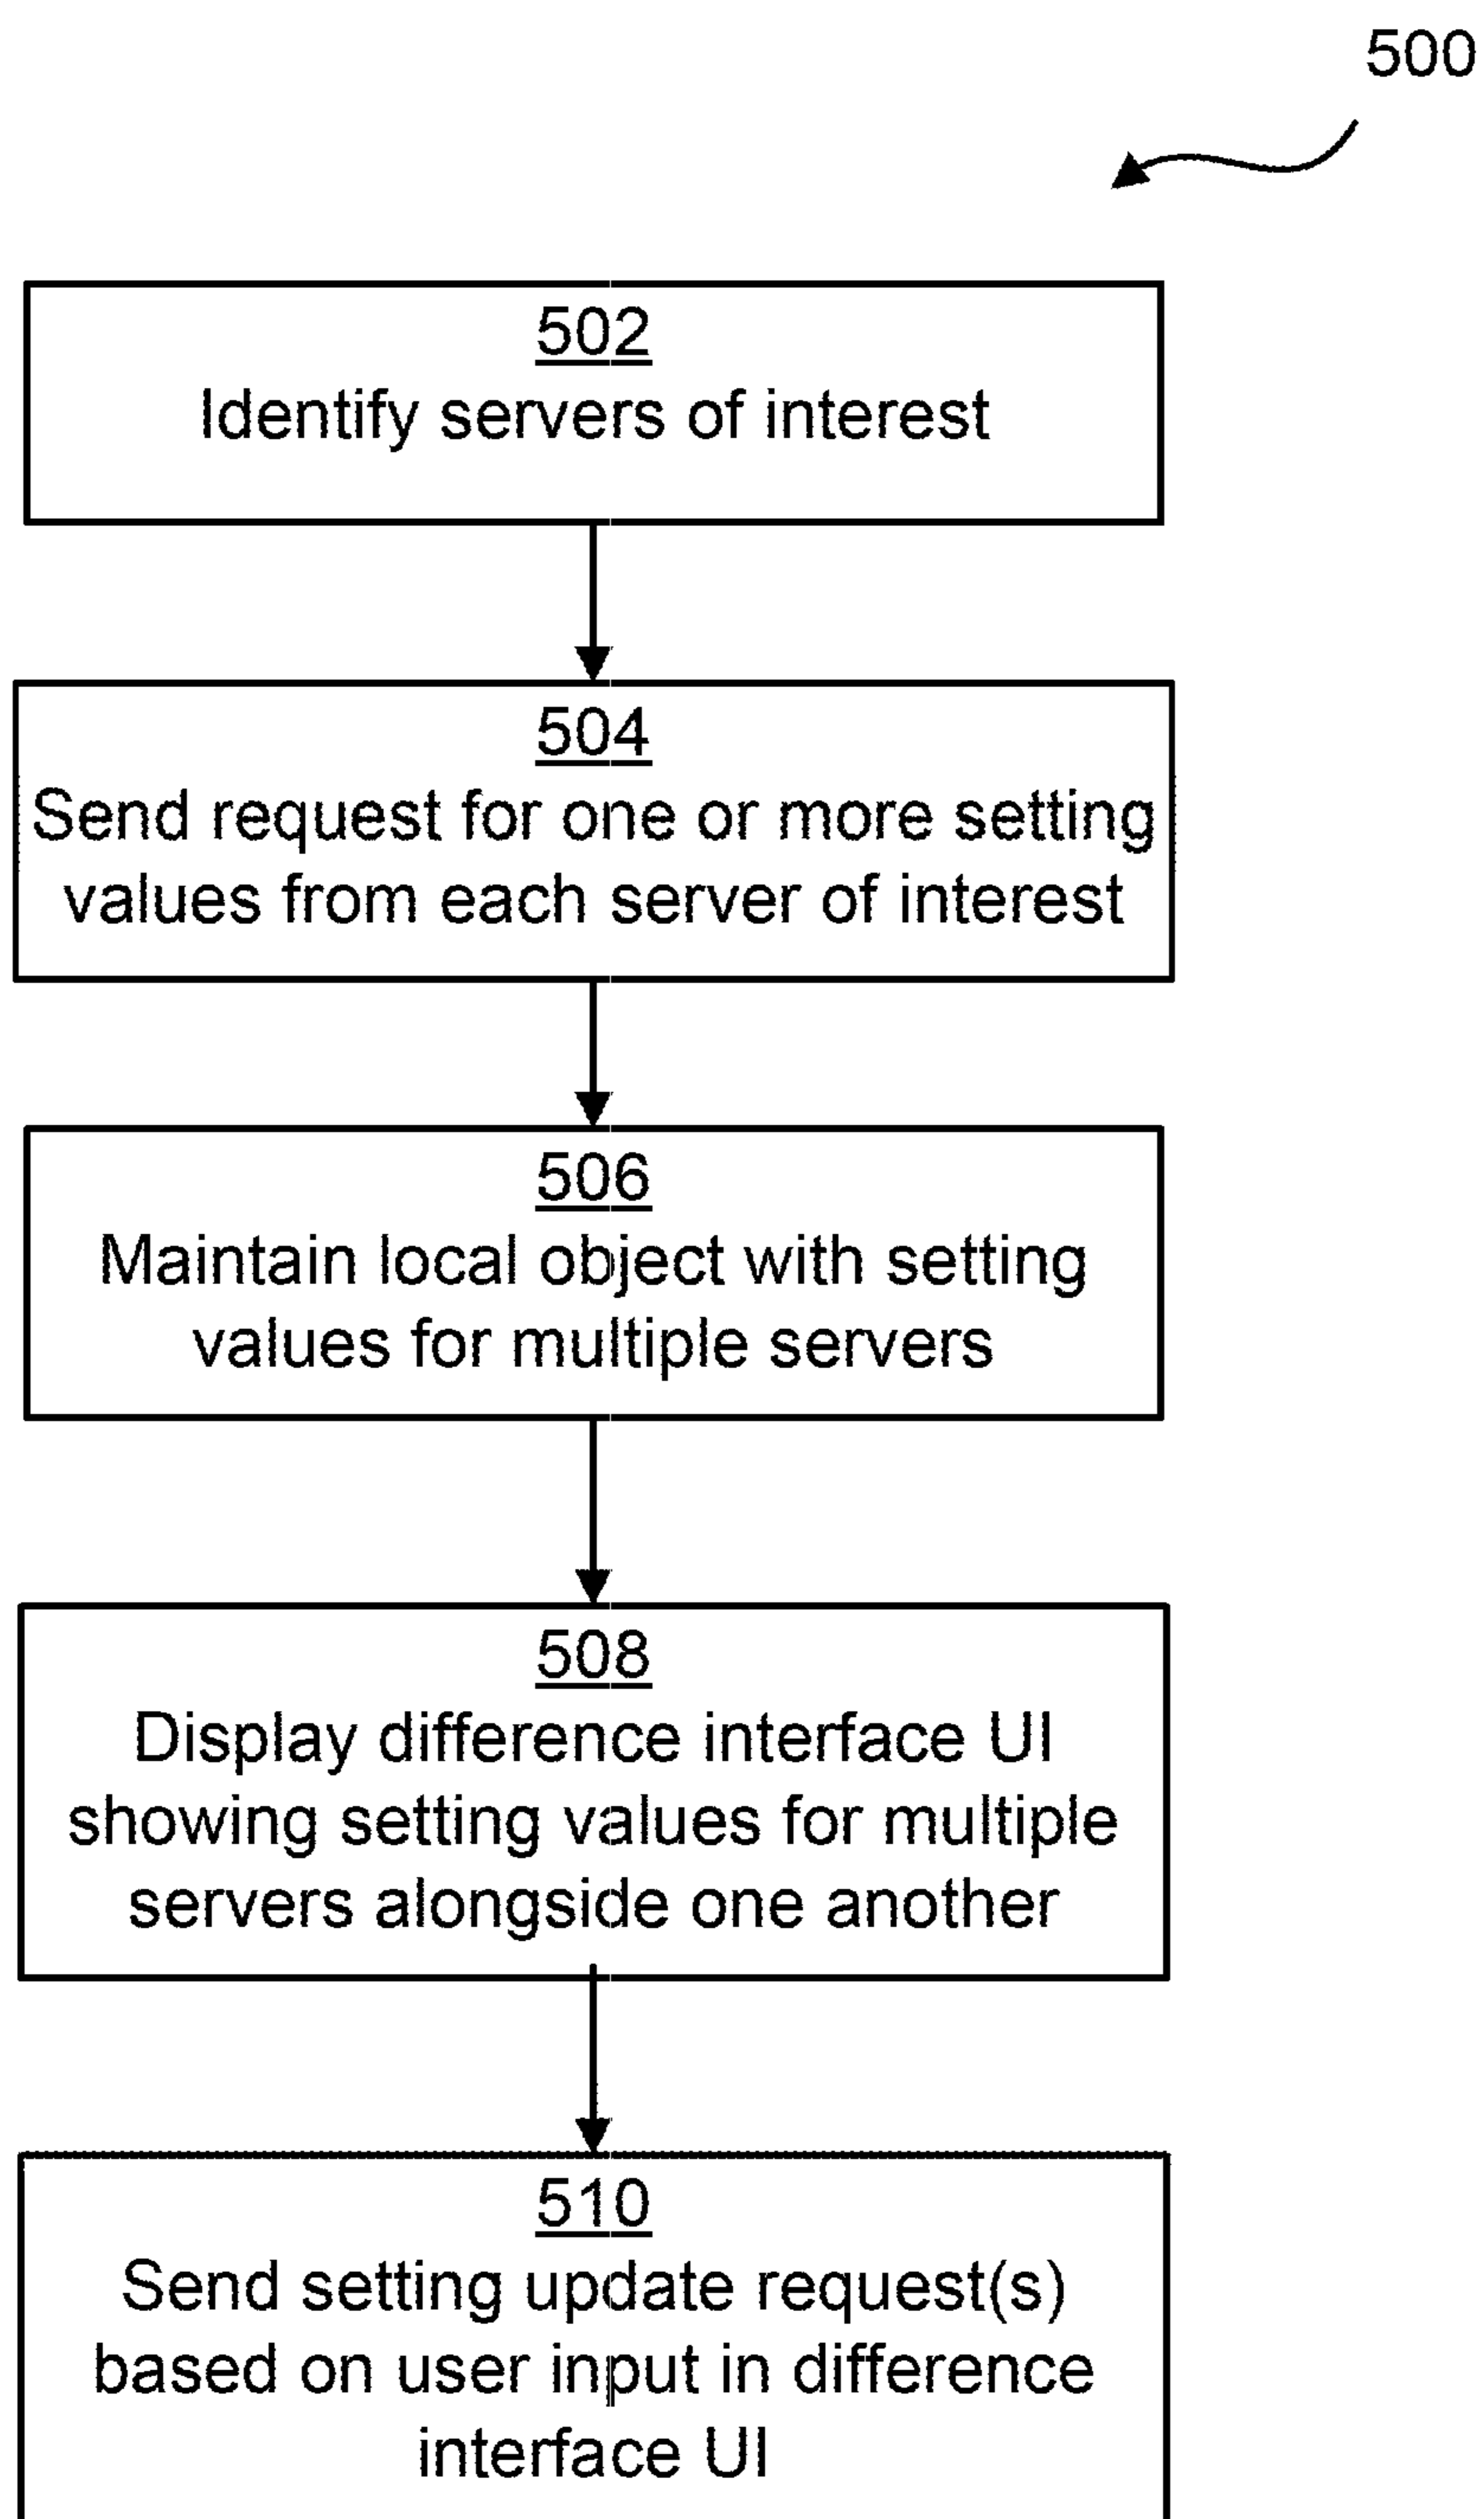 500
502
Identify servers of interest
504
Send request for one or more setting
values from each server of interest
506
Maintain local object with setting
values for multiple servers
508
Display difference interface UI
showing setting values for multiple
servers alongside one another
510
Send setting update request(s)
based on user input in difference
interface UI